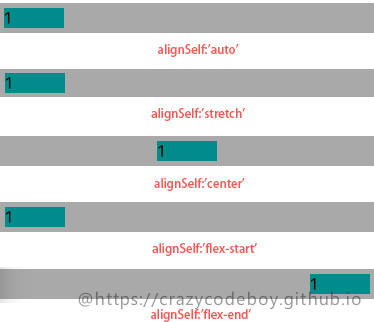 1
alignSelf:'auto'
1
alignSelf:'stretch'
1
alignSelf:'center'
1
alignSelf:'flex-start'
1
@https://crazycodeboy.github.io
alignSelf:'flex-end'